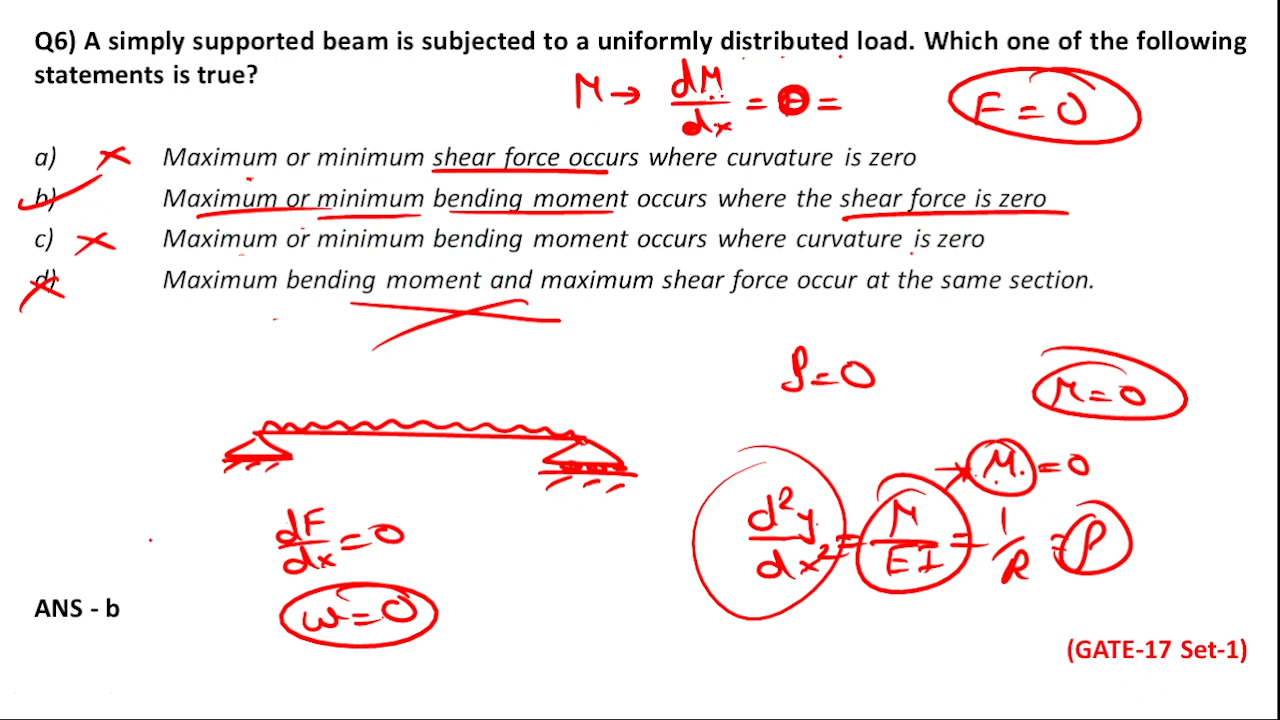 Q6) A simply supported beam is subjected to a uniformly distributed load. Which one of the following
statements is true?
M → dM/dx = 0 =
F = 0
a) Maximum or minimum shear force occurs where curvature is zero
b) Maximum or minimum bending moment occurs where the shear force is zero
c) Maximum or minimum bending moment occurs where curvature is zero
d) Maximum bending moment and maximum shear force occur at the same section.
ρ = 0
M = 0
M = 0
d²y/dx² = M/EI = 1/R = ρ
dF/dx = 0
ANS - b
w = 0
(GATE-17 Set-1)